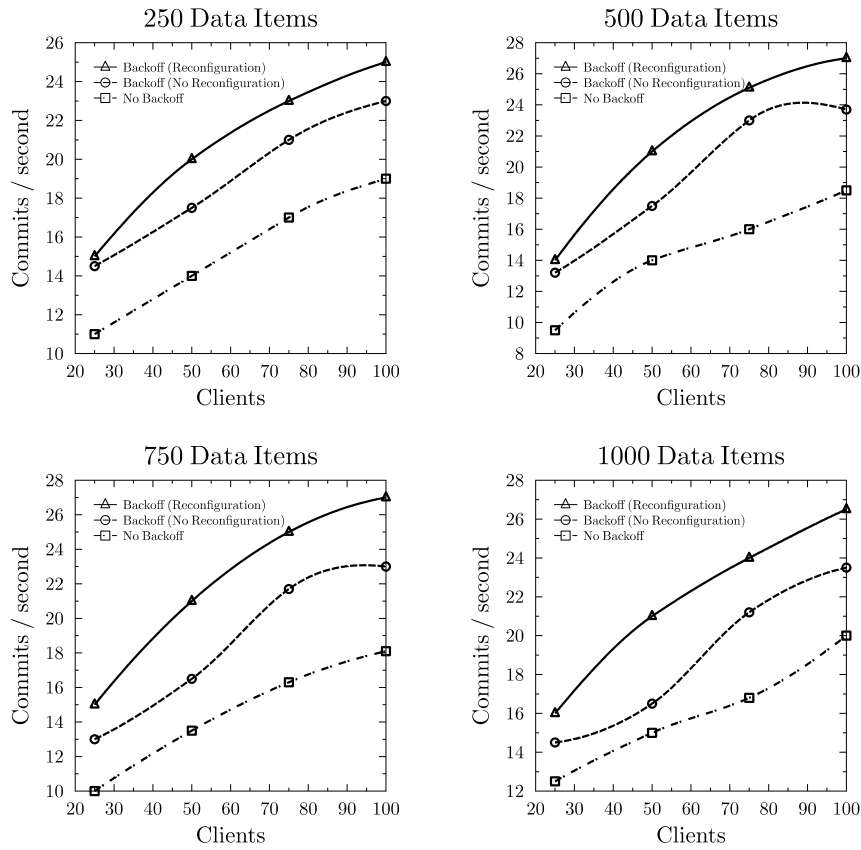 250 Data Items
Commits / second
26
24
22
20
18
16
14
12
10
Backoff (Reconfiguration)
Backoff (No Reconfiguration)
No Backoff
20 30 40 50 60 70 80 90 100
Clients
500 Data Items
Commits / second
28
26
24
22
20
18
16
14
12
10
8
Backoff (Reconfiguration)
Backoff (No Reconfiguration)
No Backoff
20 30 40 50 60 70 80 90 100
Clients
750 Data Items
Commits / second
28
26
24
22
20
18
16
14
12
10
Backoff (Reconfiguration)
Backoff (No Reconfiguration)
No Backoff
20 30 40 50 60 70 80 90 100
Clients
1000 Data Items
Commits / second
28
26
24
22
20
18
16
14
12
Backoff (Reconfiguration)
Backoff (No Reconfiguration)
No Backoff
20 30 40 50 60 70 80 90 100
Clients